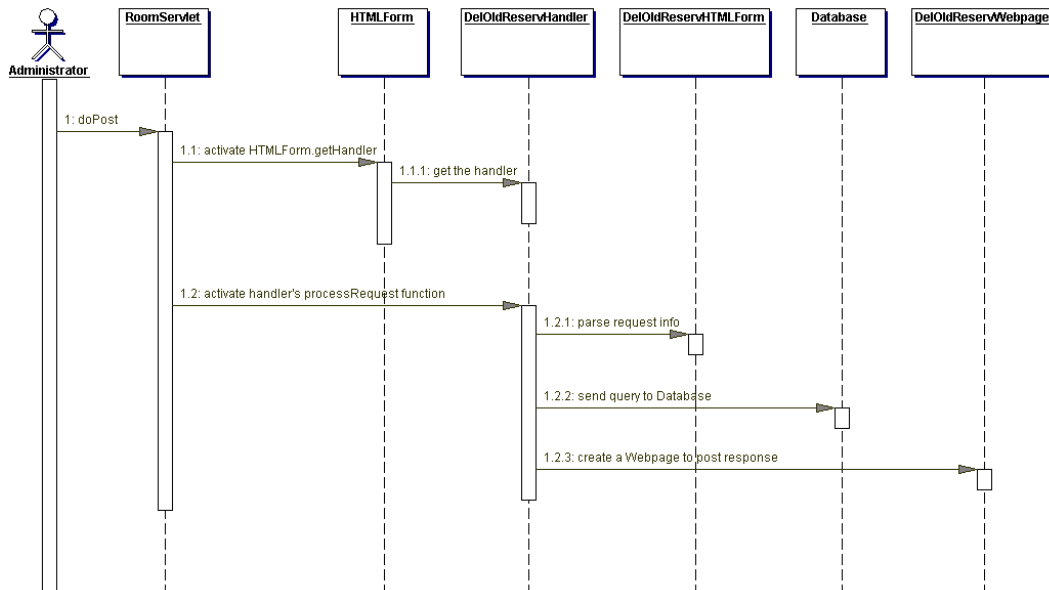 RoomServlet
HTMLForm
DelOldReservHandler
DelOldReservHTMLForm
Database
DelOldReservWebpage
Administrator
1: doPost
1.1: activate HTMLForm.getHandler
1.1.1: get the handler
1.2: activate handler's processRequest function
1.2.1: parse request info
1.2.2: send query to Database
1.2.3: create a Webpage to post response